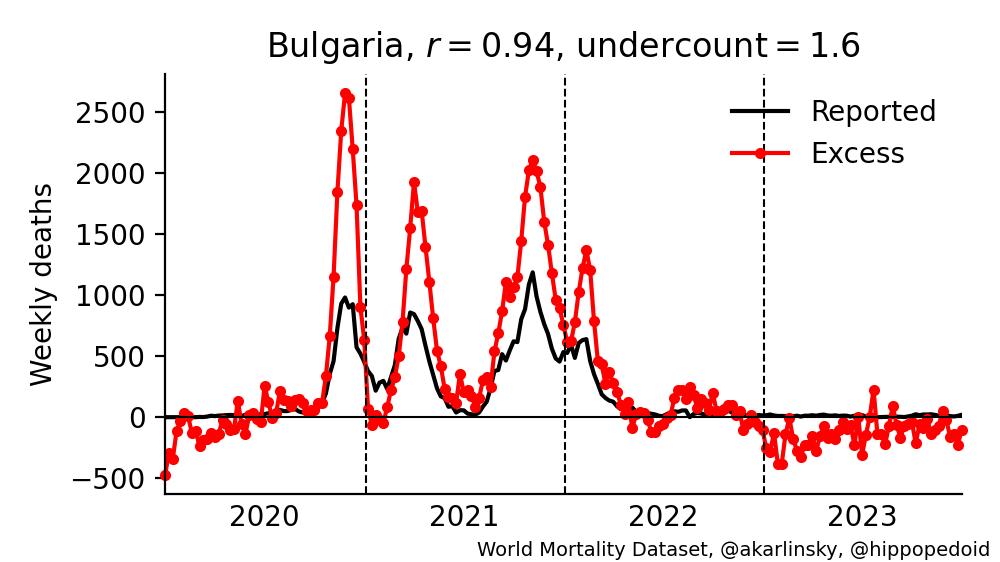 Bulgaria, r = 0.94, undercount = 1.6
Weekly deaths
2500
2000
1500
1000
500
0
−500
Reported
Excess
2020 2021 2022 2023
World Mortality Dataset, @akarlinsky, @hippopedoid